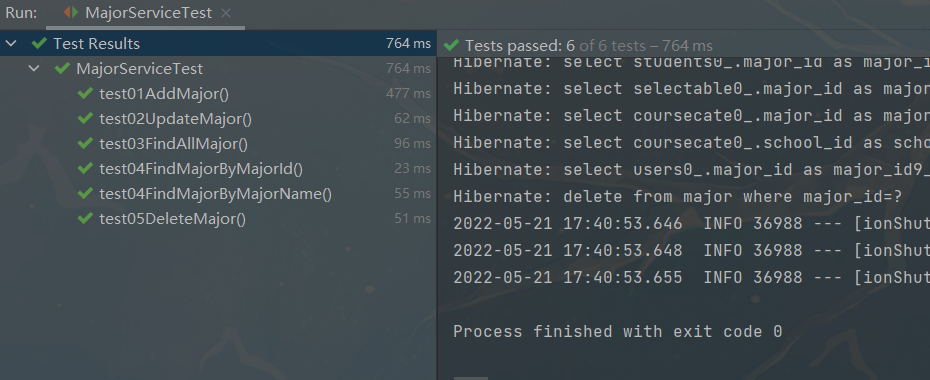 Run: MajorServiceTest
Test Results 764 ms
MajorServiceTest 764 ms
test01AddMajor() 477 ms
test02UpdateMajor() 62 ms
test03FindAllMajor() 96 ms
test04FindMajorByMajorId() 23 ms
test04FindMajorByMajorName() 55 ms
test05DeleteMajor() 51 ms
Tests passed: 6 of 6 tests – 764 ms
Hibernate: select students0_.major_id as major_i
Hibernate: select selectable0_.major_id as major
Hibernate: select coursecate0_.major_id as major
Hibernate: select coursecate0_.school_id as scho
Hibernate: select users0_.major_id as major_id9_
Hibernate: delete from major where major_id=?
2022-05-21 17:40:53.646  INFO 36988 --- [ionShut
2022-05-21 17:40:53.648  INFO 36988 --- [ionShut
2022-05-21 17:40:53.655  INFO 36988 --- [ionShut
Process finished with exit code 0